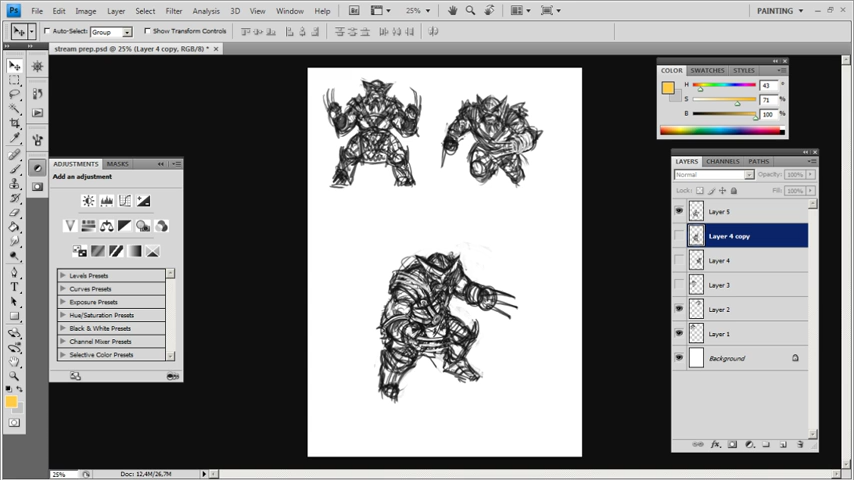 Ps File Edit Image Layer Select Filter Analysis 3D View Window Help 25% PAINTING
Auto-Select: Group Show Transform Controls
stream prep.psd @ 25% (Layer 4 copy, RGB/8) *
COLOR SWATCHES STYLES
H 43 °
S 71 %
B 100 %
ADJUSTMENTS MASKS
Add an adjustment
Levels Presets
Curves Presets
Exposure Presets
Hue/Saturation Presets
Black & White Presets
Channel Mixer Presets
Selective Color Presets
LAYERS CHANNELS PATHS
Normal Opacity: 100%
Lock: Fill: 100%
Layer 5
Layer 4 copy
Layer 4
Layer 3
Layer 2
Layer 1
Background
25% Doc: 12,4M/26,7M